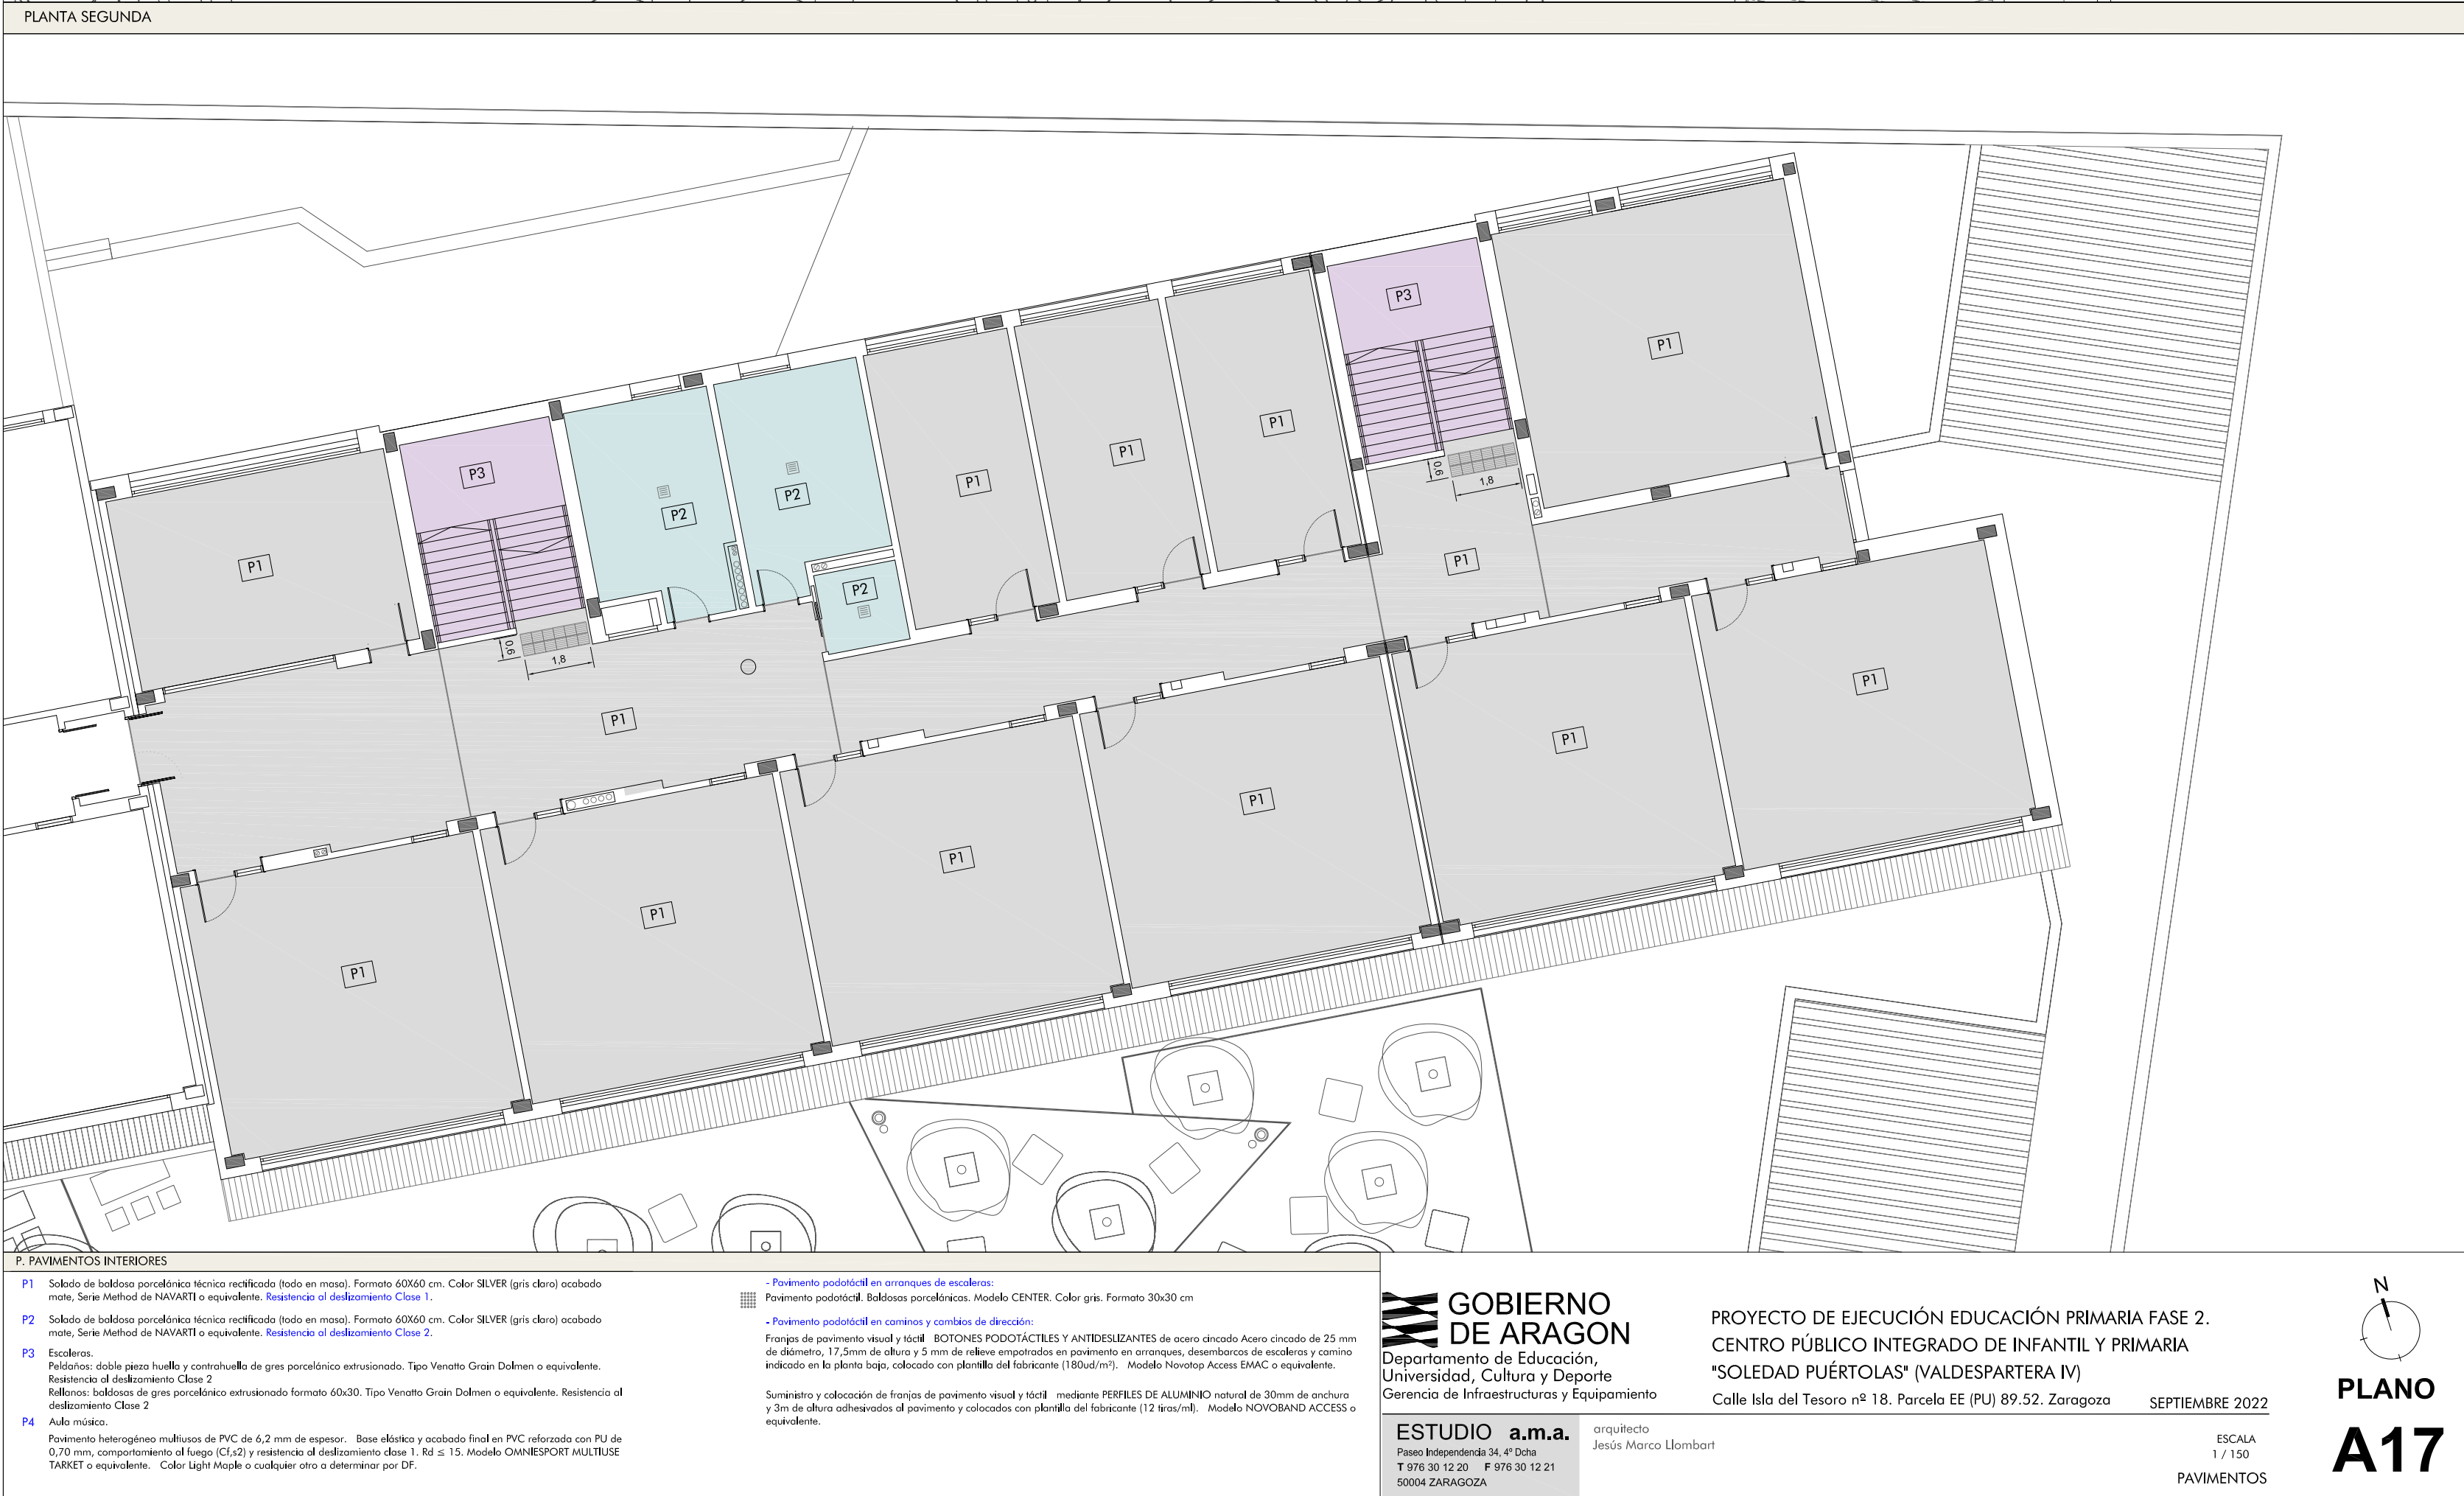 PLANTA SEGUNDA
P3
P1
P1
P3
P1
P1
P1
0,6
1,8
P2
P2
P1
P1
P2
0,6
1,8
P1
P1
P1
P1
P1
P1
P1
P. PAVIMENTOS INTERIORES
P1 Solado de baldosa porcelánica técnica rectificada (todo en masa). Formato 60X60 cm. Color SILVER (gris claro) acabado
mate, Serie Method de NAVARTI o equivalente. Resistencia al deslizamiento Clase 1.
P2 Solado de baldosa porcelánica técnica rectificada (todo en masa). Formato 60X60 cm. Color SILVER (gris claro) acabado
mate, Serie Method de NAVARTI o equivalente. Resistencia al deslizamiento Clase 2.
P3 Escaleras.
Peldaños: doble pieza huella y contrahuella de gres porcelánico extrusionado. Tipo Venatto Grain Dolmen o equivalente.
Resistencia al deslizamiento Clase 2
Rellanos: baldosas de gres porcelánico extrusionado formato 60x30. Tipo Venatto Grain Dolmen o equivalente. Resistencia al
deslizamiento Clase 2
P4 Aula música.
Pavimento heterogéneo multiusos de PVC de 6,2 mm de espesor. Base elástica y acabado final en PVC reforzada con PU de
0,70 mm, comportamiento al fuego (Cf,s2) y resistencia al deslizamiento clase 1. Rd ≤ 15. Modelo OMNIESPORT MULTIUSE
TARKET o equivalente. Color Light Maple o cualquier otro a determinar por DF.
- Pavimento podotáctil en arranques de escaleras:
Pavimento podotáctil. Baldosas porcelánicas. Modelo CENTER. Color gris. Formato 30x30 cm
- Pavimento podotáctil en caminos y cambios de dirección:
Franjas de pavimento visual y táctil BOTONES PODOTÁCTILES Y ANTIDESLIZANTES de acero cincado Acero cincado de 25 mm
de diámetro, 17,5mm de altura y 5 mm de relieve empotrados en pavimento en arranques, desembarcos de escaleras y camino
indicado en la planta baja, colocado con plantilla del fabricante (180ud/m²). Modelo Novotop Access EMAC o equivalente.
Suministro y colocación de franjas de pavimento visual y táctil mediante PERFILES DE ALUMINIO natural de 30mm de anchura
y 3m de altura adhesivados al pavimento y colocados con plantilla del fabricante (12 tiras/ml). Modelo NOVOBAND ACCESS o
equivalente.
GOBIERNO
DE ARAGON
Departamento de Educación,
Universidad, Cultura y Deporte
Gerencia de Infraestructuras y Equipamiento
ESTUDIO a.m.a.
Paseo Independencia 34, 4º Dcha
T 976 30 12 20 F 976 30 12 21
50004 ZARAGOZA
arquitecto
Jesús Marco Llombart
PROYECTO DE EJECUCIÓN EDUCACIÓN PRIMARIA FASE 2.
CENTRO PÚBLICO INTEGRADO DE INFANTIL Y PRIMARIA
"SOLEDAD PUÉRTOLAS" (VALDESPARTERA IV)
Calle Isla del Tesoro nº 18. Parcela EE (PU) 89.52. Zaragoza
SEPTIEMBRE 2022
ESCALA
1 / 150
PAVIMENTOS
N
PLANO
A17